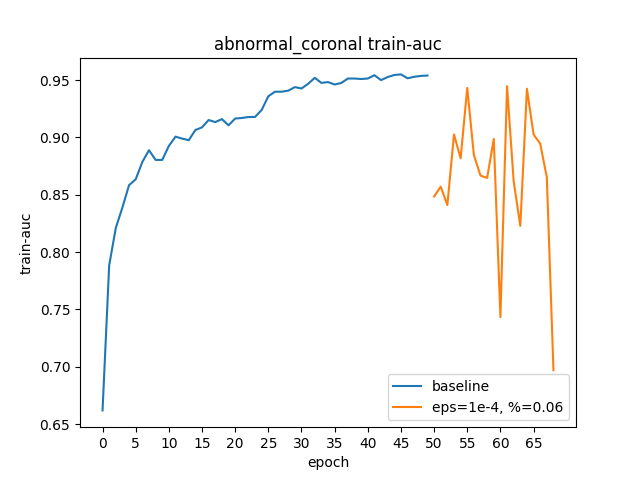 abnormal_coronal train-auc
0.95
0.90
0.85
0.80
0.75
0.70
0.65
train-auc
baseline
eps=1e-4, %=0.06
0 5 10 15 20 25 30 35 40 45 50 55 60 65
epoch